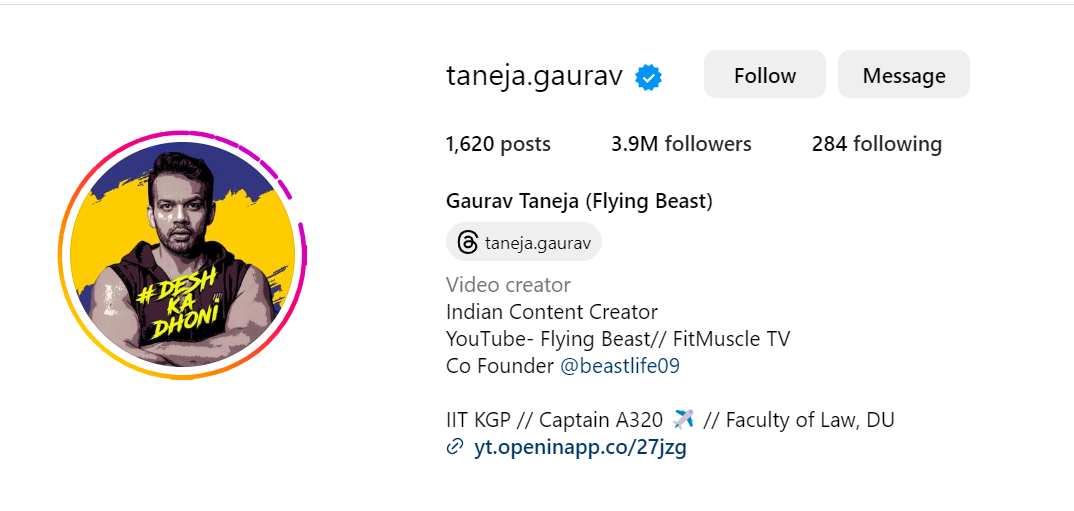 taneja.gaurav Follow Message
1,620 posts 3.9M followers 284 following
Gaurav Taneja (Flying Beast)
taneja.gaurav
Video creator
Indian Content Creator
YouTube- Flying Beast// FitMuscle TV
Co Founder @beastlife09
IIT KGP // Captain A320 ✈️ // Faculty of Law, DU
yt.openinapp.co/27jzg
#DESH
KA
DHONI